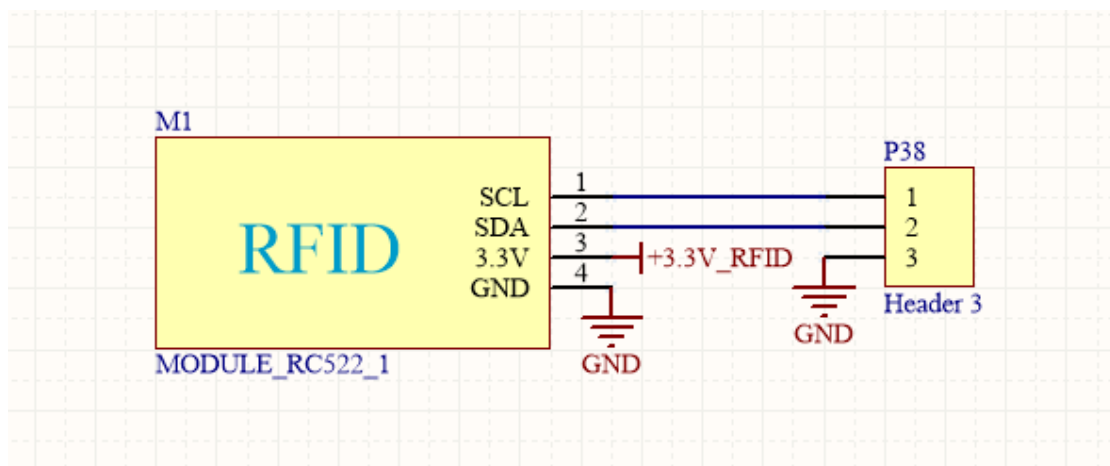 M1
RFID
SCL 1
SDA 2
3.3V 3
GND 4
MODULE_RC522_1
+3.3V_RFID
GND
P38
1
2
3
Header 3
GND